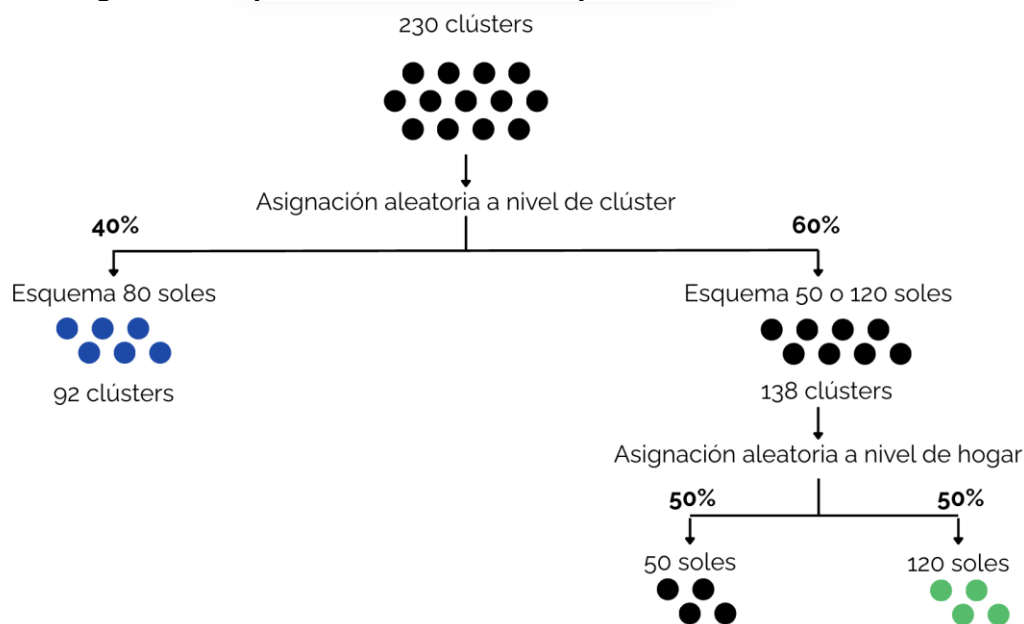 230 clústers
Asignación aleatoria a nivel de clúster
40%
60%
Esquema 80 soles
Esquema 50 o 120 soles
92 clústers
138 clústers
Asignación aleatoria a nivel de hogar
50%
50%
50 soles
120 soles